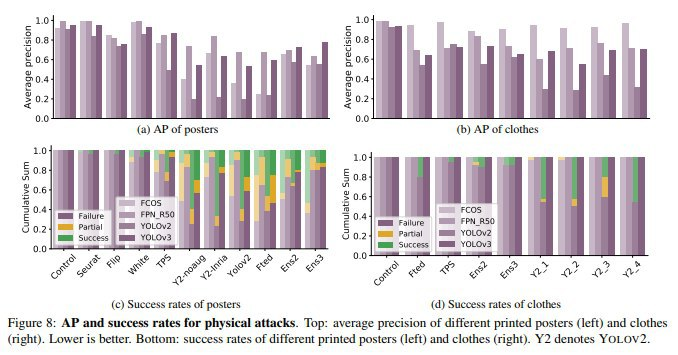 1.0
0.8
0.6
0.4
0.2
0.0
Average precision
(a) AP of posters
1.0
0.8
0.6
0.4
0.2
0.0
Average precision
(b) AP of clothes
1.0
0.8
0.6
0.4
0.2
0.0
Cumulative Sum
Failure
Partial
Success
FCOS
FPN_R50
YOLOv2
YOLOv3
Control
Seurat
Flip
White
TPS
Y2-noaug
Y2-Inria
Yolov2
Fted
Ens2
Ens3
(c) Success rates of posters
1.0
0.8
0.6
0.4
0.2
0.0
Cumulative Sum
Failure
Partial
Success
FCOS
FPN_R50
YOLOv2
YOLOv3
Control
Fted
TPS
Ens2
Ens3
Y2_1
Y2_2
Y2_3
Y2_4
(d) Success rates of clothes
Figure 8: AP and success rates for physical attacks. Top: average precision of different printed posters (left) and clothes
(right). Lower is better. Bottom: success rates of different printed posters (left) and clothes (right). Y2 denotes YOLOV2.